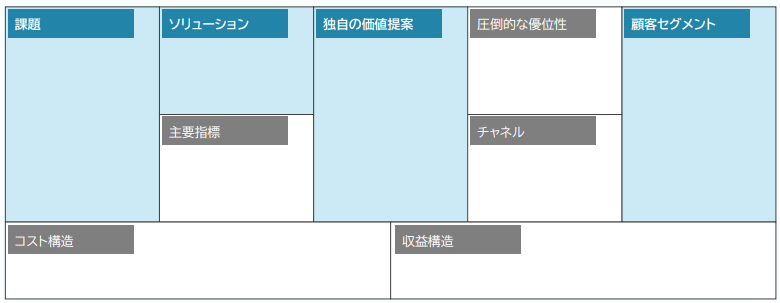 課題
ソリューション
独自の価値提案
圧倒的な優位性
顧客セグメント
主要指標
チャネル
コスト構造
収益構造